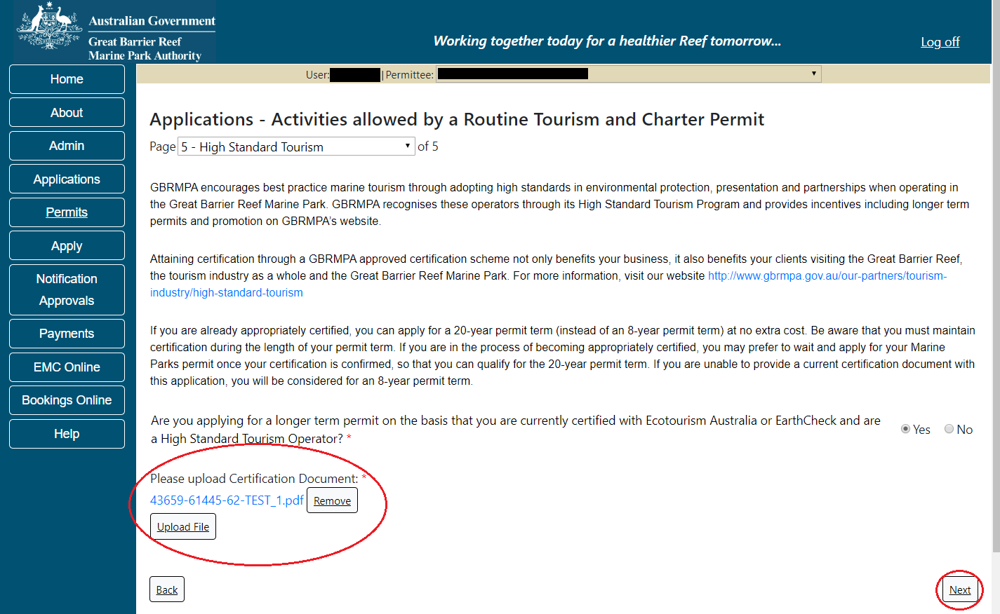 Australian Government
Great Barrier Reef
Marine Park Authority
Working together today for a healthier Reef tomorrow...
Log off
Home
About
Admin
Applications
Permits
Apply
Notification
Approvals
Payments
EMC Online
Bookings Online
Help
User: | Permittee:
Applications - Activities allowed by a Routine Tourism and Charter Permit
Page 5 - High Standard Tourism of 5
GBRMPA encourages best practice marine tourism through adopting high standards in environmental protection, presentation and partnerships when operating in
the Great Barrier Reef Marine Park. GBRMPA recognises these operators through its High Standard Tourism Program and provides incentives including longer term
permits and promotion on GBRMPA's website.
Attaining certification through a GBRMPA approved certification scheme not only benefits your business, it also benefits your clients visiting the Great Barrier Reef,
the tourism industry as a whole and the Great Barrier Reef Marine Park. For more information, visit our website http://www.gbrmpa.gov.au/our-partners/tourism-
industry/high-standard-tourism
If you are already appropriately certified, you can apply for a 20-year permit term (instead of an 8-year permit term) at no extra cost. Be aware that you must maintain
certification during the length of your permit term. If you are in the process of becoming appropriately certified, you may prefer to wait and apply for your Marine
Parks permit once your certification is confirmed, so that you can qualify for the 20-year permit term. If you are unable to provide a current certification document with
this application, you will be considered for an 8-year permit term.
Are you applying for a longer term permit on the basis that you are currently certified with Ecotourism Australia or EarthCheck and are
a High Standard Tourism Operator? *
Yes No
Please upload Certification Document: *
43659-61445-62-TEST_1.pdf Remove
Upload File
Back
Next